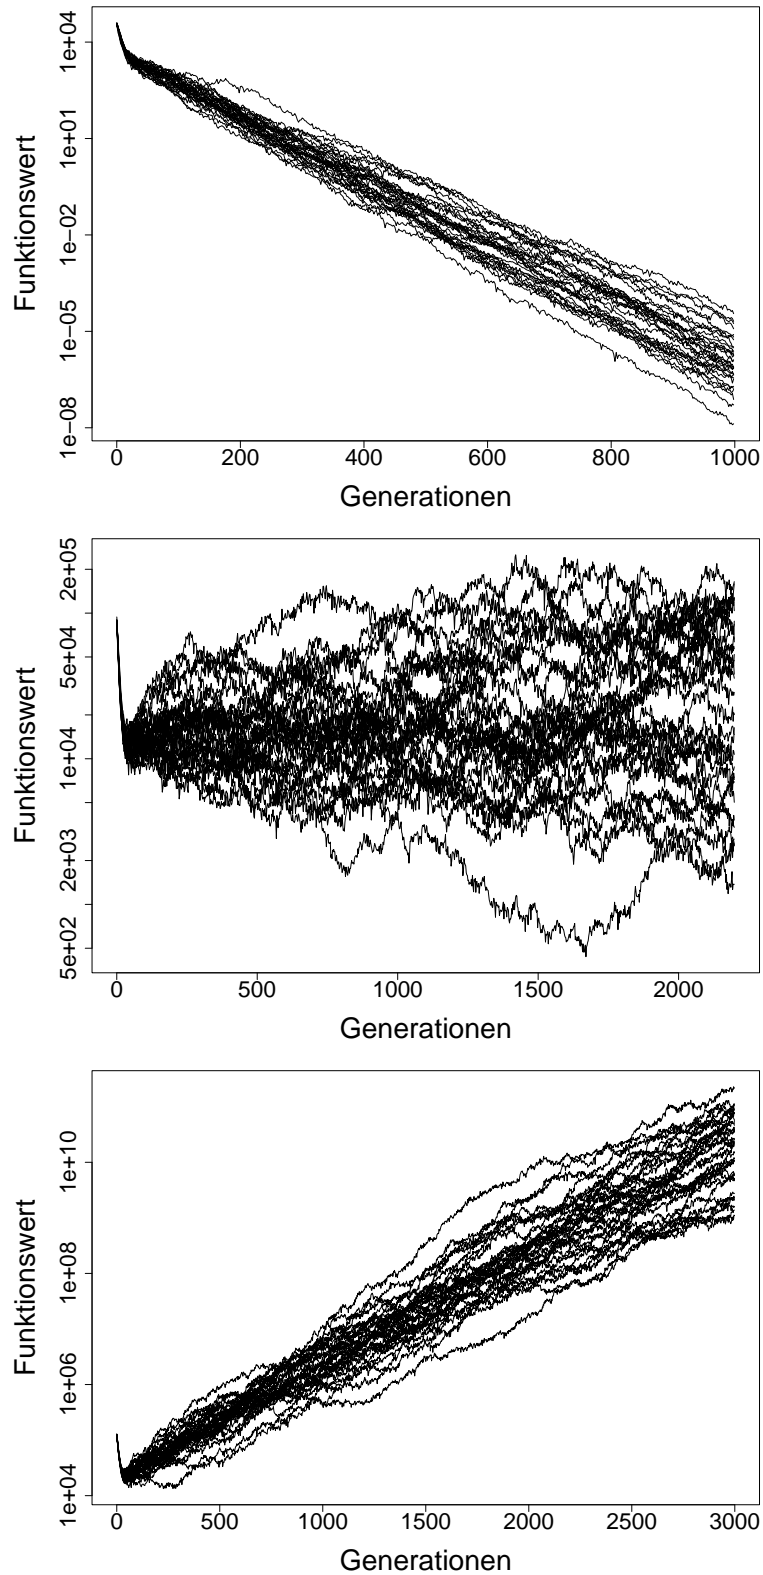 Funktionswert
1e+04
1e+01
1e−02
1e−05
1e−08
0 200 400 600 800 1000
Generationen
Funktionswert
2e+05
5e+04
1e+04
2e+03
5e+02
0 500 1000 1500 2000
Generationen
Funktionswert
1e+10
1e+08
1e+06
1e+04
0 500 1000 1500 2000 2500 3000
Generationen